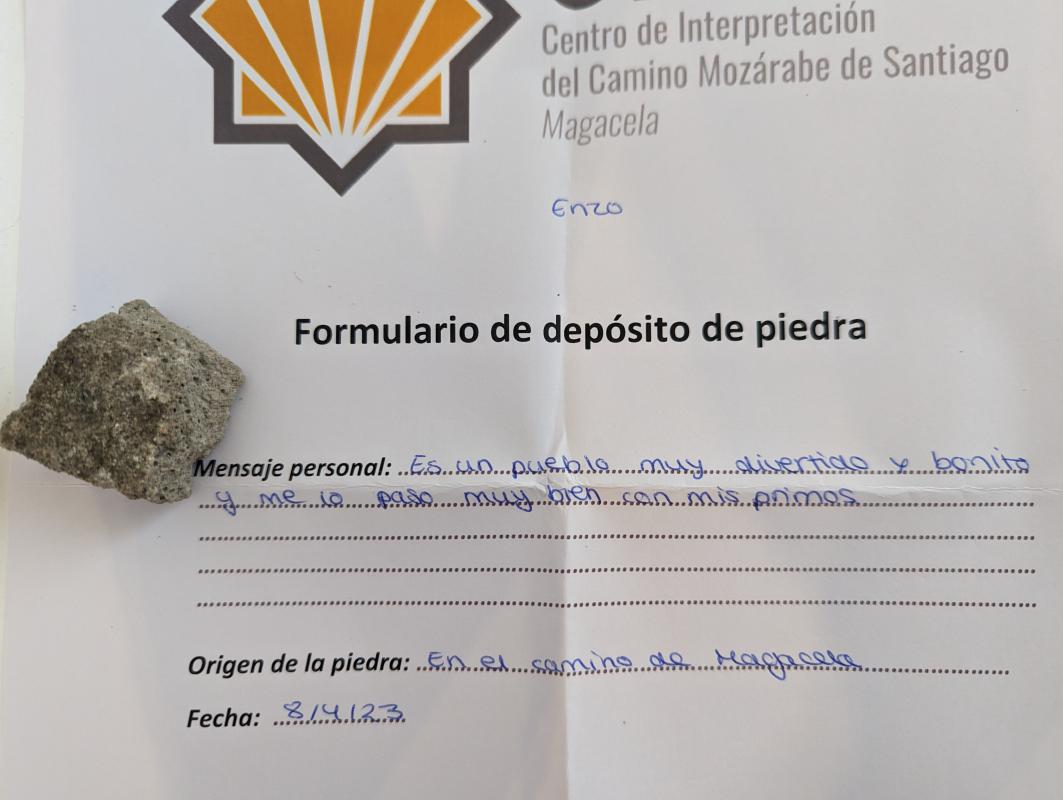 Centro de Interpretación
del Camino Mozárabe de Santiago
Magacela
Enzo
Formulario de depósito de piedra
Mensaje personal: Es un pueblo muy divertido y bonito
y me lo paso muy bien con mis primos
Origen de la piedra: En el camino de Magacela
Fecha: 8/4/23